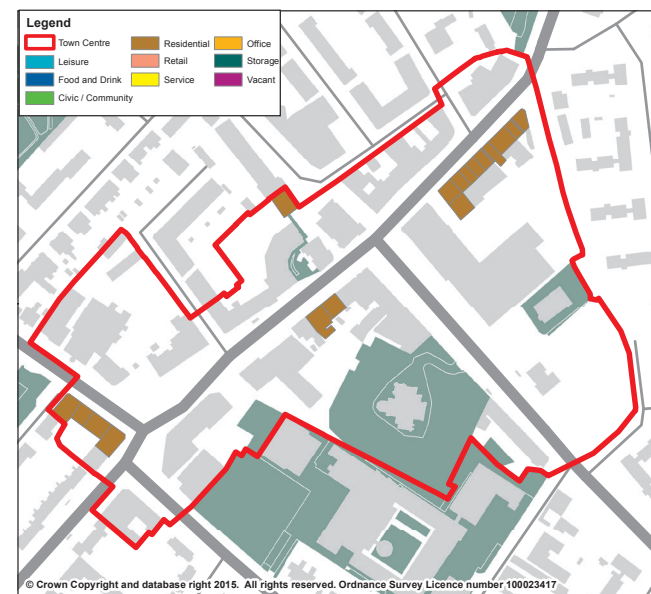 Legend
Town Centre Residential Office
Leisure Retail Storage
Food and Drink Service Vacant
Civic / Community
© Crown Copyright and database right 2015. All rights reserved. Ordnance Survey Licence number 100023417